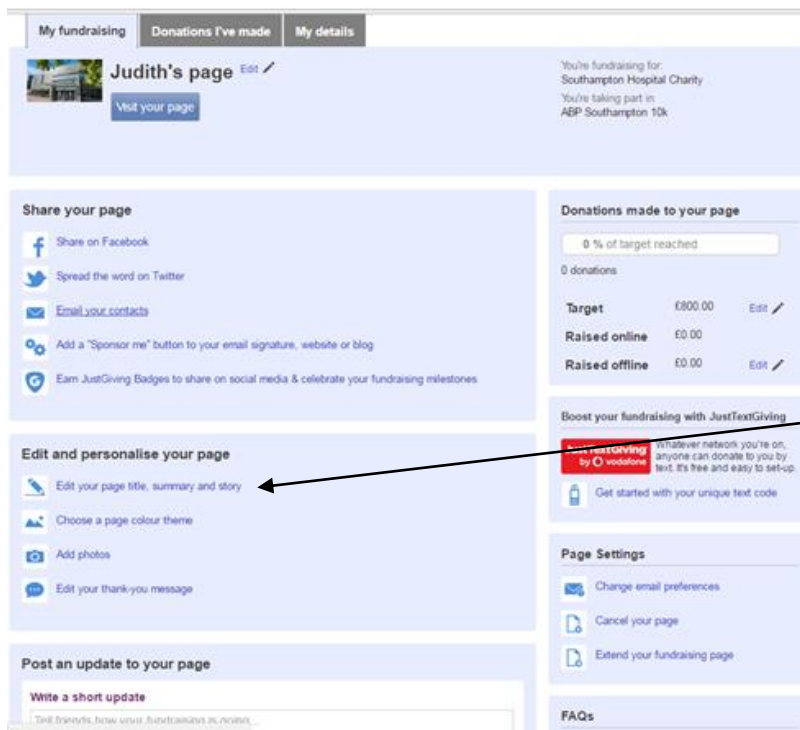 My fundraising
Donations I've made
My details
Judith's page Edit
Visit your page
You're fundraising for:
Southampton Hospital Charity
You're taking part in
ABP Southampton 10k
Share your page
Share on Facebook
Spread the word on Twitter
Email your contacts
Add a "Sponsor me" button to your email signature, website or blog
Earn JustGiving Badges to share on social media & celebrate your fundraising milestones
Edit and personalise your page
Edit your page title, summary and story
Choose a page colour theme
Add photos
Edit your thank-you message
Post an update to your page
Write a short update
Tell friends how your fundraising is going...
Donations made to your page
0 % of target reached
0 donations
Target £800.00 Edit
Raised online £0.00
Raised offline £0.00 Edit
Boost your fundraising with JustTextGiving
JustTextGiving
by vodafone
Whatever network you're on,
anyone can donate to you by
text. It's free and easy to set-up.
Get started with your unique text code
Page Settings
Change email preferences
Cancel your page
Extend your fundraising page
FAQs